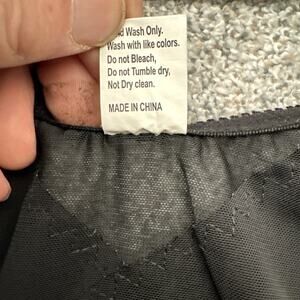 Wash Only.
Wash with like colors.
Do not Bleach,
Do not Tumble dry,
Not Dry clean.
MADE IN CHINA